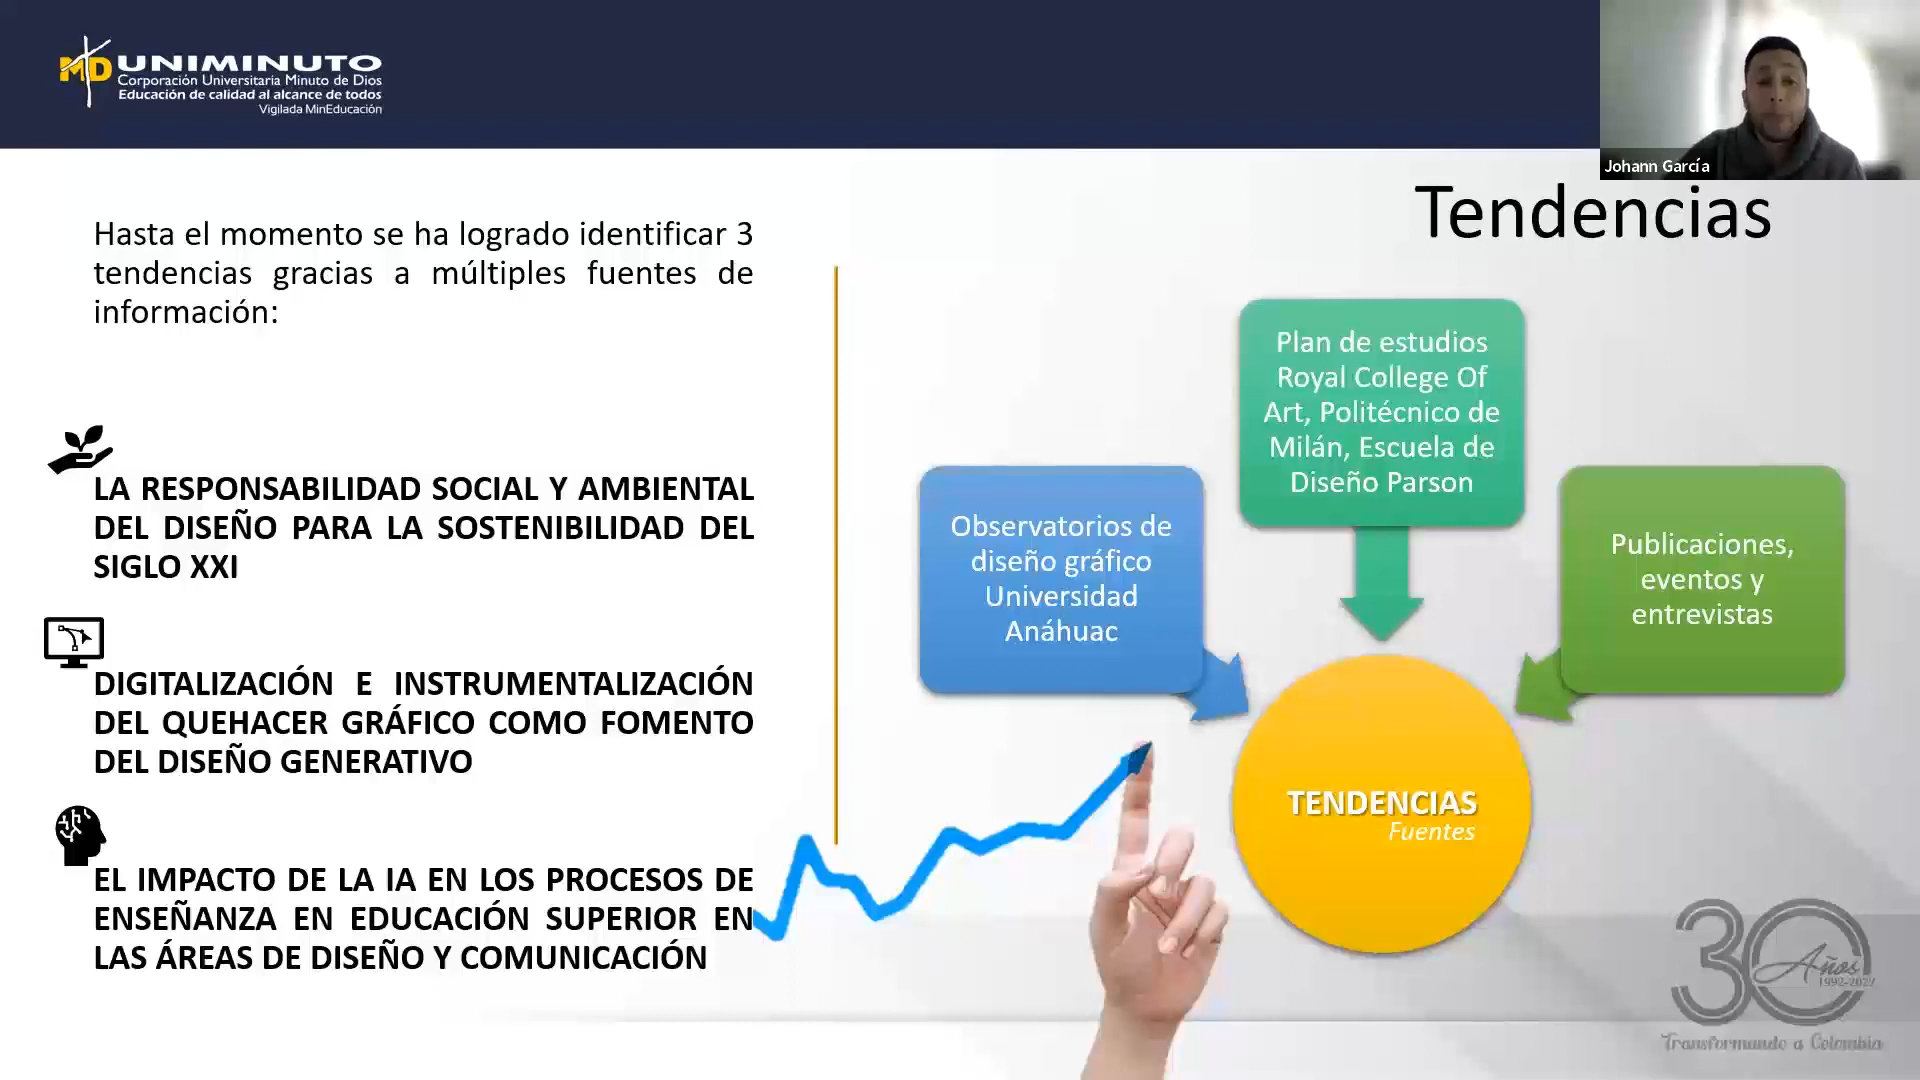 UNIMINUTO
Corporación Universitaria Minuto de Dios
Educación de calidad al alcance de todos
Vigilada MinEducación
Johann García
Tendencias
Hasta el momento se ha logrado identificar 3
tendencias gracias a múltiples fuentes de
información:
LA RESPONSABILIDAD SOCIAL Y AMBIENTAL
DEL DISEÑO PARA LA SOSTENIBILIDAD DEL
SIGLO XXI
DIGITALIZACIÓN E INSTRUMENTALIZACIÓN
DEL QUEHACER GRÁFICO COMO FOMENTO
DEL DISEÑO GENERATIVO
EL IMPACTO DE LA IA EN LOS PROCESOS DE
ENSEÑANZA EN EDUCACIÓN SUPERIOR EN
LAS ÁREAS DE DISEÑO Y COMUNICACIÓN
Observatorios de
diseño gráfico
Universidad
Anáhuac
Plan de estudios
Royal College Of
Art, Politécnico de
Milán, Escuela de
Diseño Parson
Publicaciones,
eventos y
entrevistas
TENDENCIAS
Fuentes
30
Años
1992-2022
Transformando a Colombia